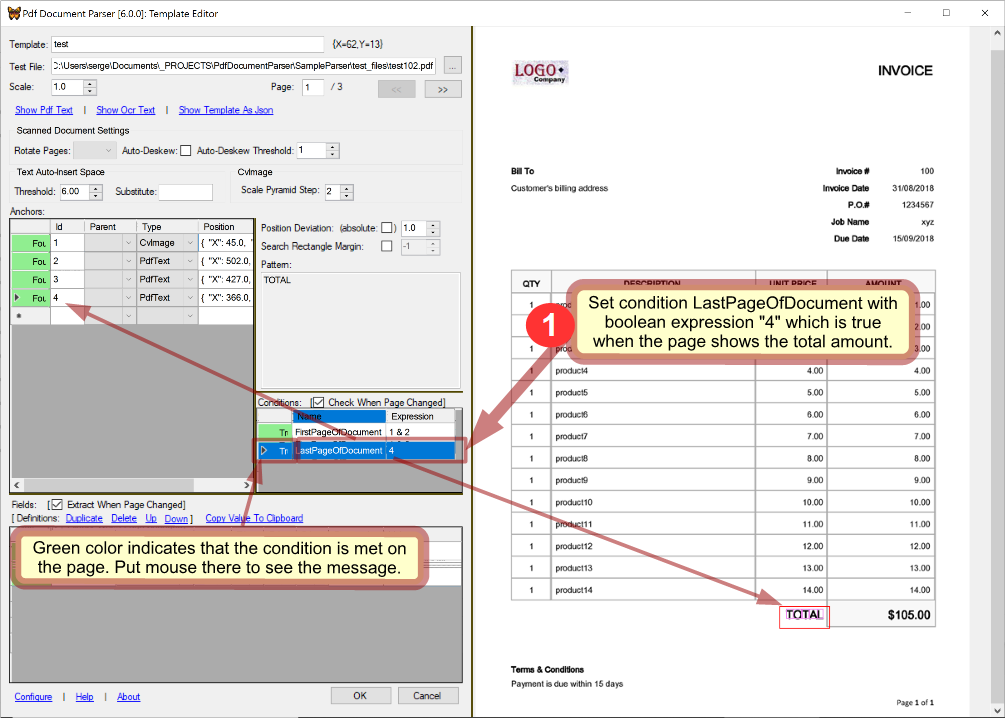 Pdf Document Parser [6.0.0]: Template Editor
Template: test {X=62,Y=13}
Test File: C:\Users\serge\Documents\_PROJECTS\PdfDocumentParser\SampleParser\test_files\test102.pdf ...
Scale: 1.0 Page: 1 / 3 << >>
Show Pdf Text | Show Ocr Text | Show Template As Json
Scanned Document Settings
Rotate Pages: Auto-Deskew: Auto-Deskew Threshold: 1
Text Auto-Insert Space CvImage
Threshold: 6.00 Substitute: Scale Pyramid Step: 2
Anchors:
Id Parent Type Position
Fou 1 CvImage { "X": 45.0, "
Fou 2 PdfText { "X": 502.0,
Fou 3 PdfText { "X": 427.0,
Fou 4 PdfText { "X": 366.0,
Position Deviation: (absolute: ) 1.0
Search Rectangle Margin: -1
Pattern:
TOTAL
Conditions: [ Check When Page Changed]
Name Expression
Tr FirstPageOfDocument 1 & 2
Tr LastPageOfDocument 4
Fields: [ Extract When Page Changed]
[ Definitions: Duplicate Delete Up Down ] Copy Value To Clipboard
Green color indicates that the condition is met on
the page. Put mouse there to see the message.
Configure | Help | About OK Cancel
LOGO
Company
INVOICE
Bill To
Customer's billing address
Invoice # 100
Invoice Date 31/08/2018
P.O.# 1234567
Job Name xyz
Due Date 15/09/2018
QTY DESCRIPTION UNIT PRICE AMOUNT
1
Set condition LastPageOfDocument with
boolean expression "4" which is true
when the page shows the total amount.
1 1.00
1 2.00
1 3.00
1 product4 4.00 4.00
1 product5 5.00 5.00
1 product6 6.00 6.00
1 product7 7.00 7.00
1 product8 8.00 8.00
1 product9 9.00 9.00
1 product10 10.00 10.00
1 product11 11.00 11.00
1 product12 12.00 12.00
1 product13 13.00 13.00
1 product14 14.00 14.00
TOTAL $105.00
Terms & Conditions
Payment is due within 15 days
Page 1 of 1